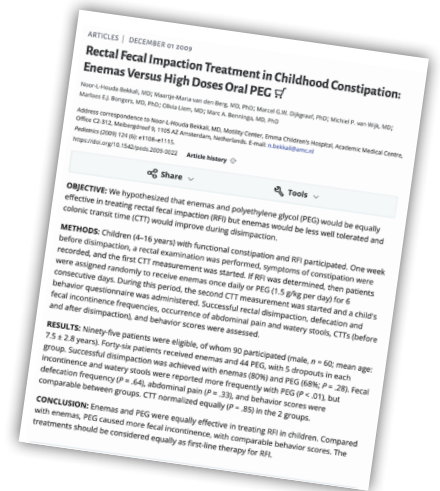 ARTICLES | DECEMBER 01 2009
Rectal Fecal Impaction Treatment in Childhood Constipation:
Enemas Versus High Doses Oral PEG
Noor-L-Houda Bekkali, MD; Maartje-Maria van den Berg, MD, PhD; Marcel G.W. Dijkgraaf, PhD; Michiel P. van Wijk, MD;
Marloes E.J. Bongers, MD, PhD; Olivia Liem, MD; Marc A. Benninga, MD, PhD
Address correspondence to Noor-L-Houda Bekkali, MD, Motility Center, Emma Children's Hospital, Academic Medical Centre,
Office C2-312, Meibergdreef 9, 1105 AZ Amsterdam, Netherlands. E-mail: n.bekkali@amc.nl
Pediatrics (2009) 124 (6): e1108–e1115.
https://doi.org/10.1542/peds.2009-0022 Article history
Share Tools
OBJECTIVE: We hypothesized that enemas and polyethylene glycol (PEG) would be equally
effective in treating rectal fecal impaction (RFI) but enemas would be less well tolerated and
colonic transit time (CTT) would improve during disimpaction.
METHODS: Children (4–16 years) with functional constipation and RFI participated. One week
before disimpaction, a rectal examination was performed, symptoms of constipation were
recorded, and the first CTT measurement was started. If RFI was determined, then patients
were assigned randomly to receive enemas once daily or PEG (1.5 g/kg per day) for 6
consecutive days. During this period, the second CTT measurement was started and a child's
behavior questionnaire was administered. Successful rectal disimpaction, defecation and
fecal incontinence frequencies, occurrence of abdominal pain and watery stools, CTTs (before
and after disimpaction), and behavior scores were assessed.
RESULTS: Ninety-five patients were eligible, of whom 90 participated (male, n = 60; mean age:
7.5 ± 2.8 years). Forty-six patients received enemas and 44 PEG, with 5 dropouts in each
group. Successful disimpaction was achieved with enemas (80%) and PEG (68%; P = .28). Fecal
incontinence and watery stools were reported more frequently with PEG (P < .01), but
defecation frequency (P = .64), abdominal pain (P = .33), and behavior scores were
comparable between groups. CTT normalized equally (P = .85) in the 2 groups.
CONCLUSION: Enemas and PEG were equally effective in treating RFI in children. Compared
with enemas, PEG caused more fecal incontinence, with comparable behavior scores. The
treatments should be considered equally as first-line therapy for RFI.